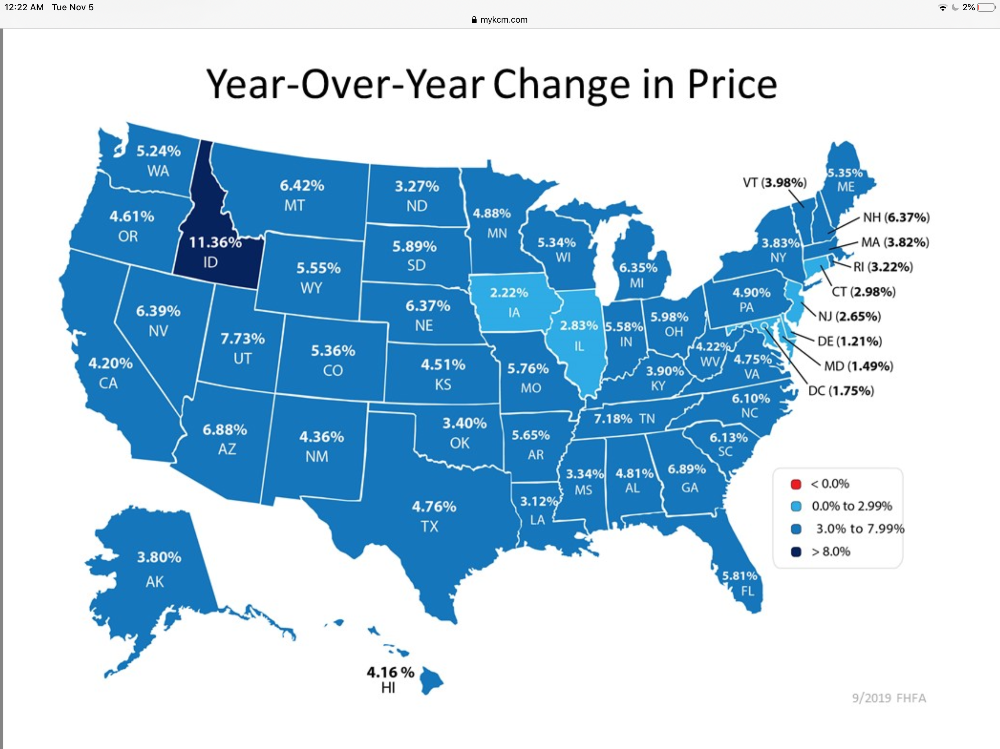 12:22 AM Tue Nov 5
2%
mykcm.com
Year-Over-Year Change in Price
5.24%
WA
4.61%
OR
11.36%
ID
6.42%
MT
3.27%
ND
4.88%
MN
5.34%
WI
6.35%
MI
5.55%
WY
5.89%
SD
6.39%
NV
7.73%
UT
5.36%
CO
6.37%
NE
2.22%
IA
2.83%
IL
5.58%
IN
5.98%
OH
4.90%
PA
3.83%
NY
VT (3.98%)
5.35%
ME
NH (6.37%)
MA (3.82%)
RI (3.22%)
CT (2.98%)
NJ (2.65%)
DE (1.21%)
MD (1.49%)
DC (1.75%)
4.20%
CA
4.51%
KS
5.76%
MO
3.90%
KY
4.22%
WV
4.75%
VA
6.10%
NC
7.18% TN
6.13%
SC
6.88%
AZ
4.36%
NM
3.40%
OK
5.65%
AR
3.34%
MS
4.81%
AL
6.89%
GA
4.76%
TX
3.12%
LA
5.81%
FL
3.80%
AK
4.16 %
HI
< 0.0%
0.0% to 2.99%
3.0% to 7.99%
> 8.0%
9/2019 FHFA